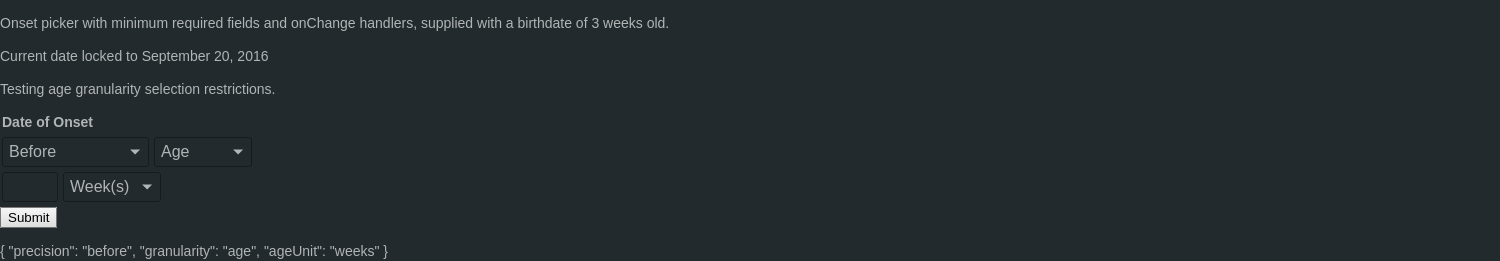 Onset picker with minimum required fields and onChange handlers, supplied with a birthdate of 3 weeks old.
Current date locked to September 20, 2016
Testing age granularity selection restrictions.
Date of Onset
Before Age
Week(s)
Submit
{ "precision": "before", "granularity": "age", "ageUnit": "weeks" }